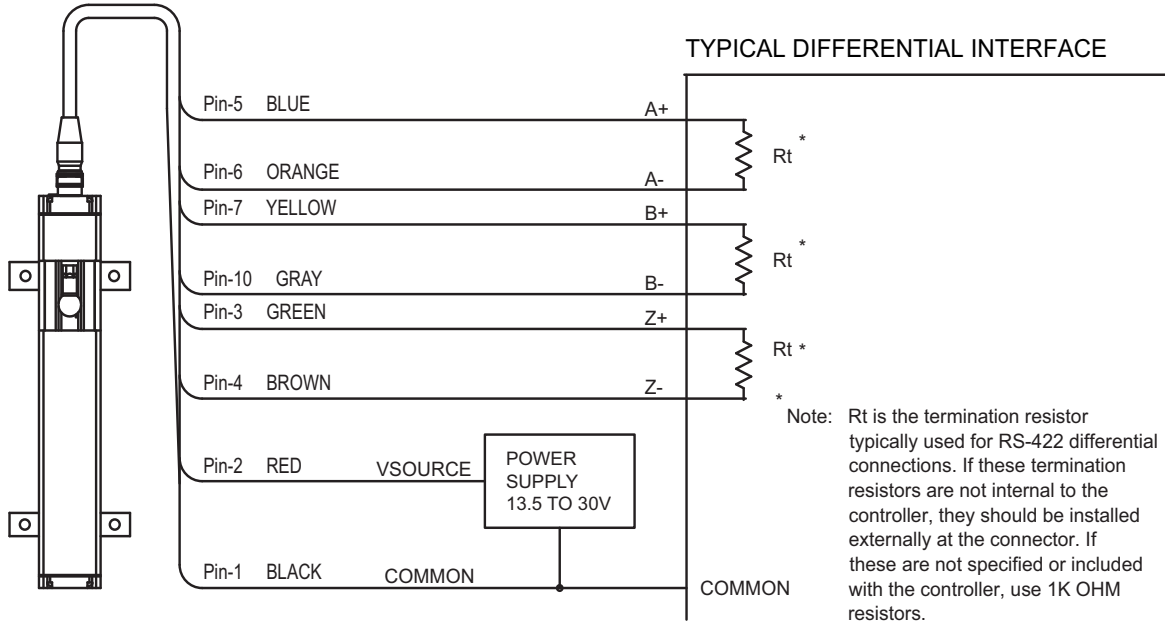 TYPICAL DIFFERENTIAL INTERFACE
Pin-5 BLUE A+
Rt *
Pin-6 ORANGE A-
Pin-7 YELLOW B+
Rt *
Pin-10 GRAY B-
Pin-3 GREEN Z+
Rt *
Pin-4 BROWN Z-
*
Note: Rt is the termination resistor
typically used for RS-422 differential
connections. If these termination
resistors are not internal to the
controller, they should be installed
externally at the connector. If
these are not specified or included
with the controller, use 1K OHM
resistors.
Pin-2 RED VSOURCE
POWER
SUPPLY
13.5 TO 30V
Pin-1 BLACK COMMON
COMMON